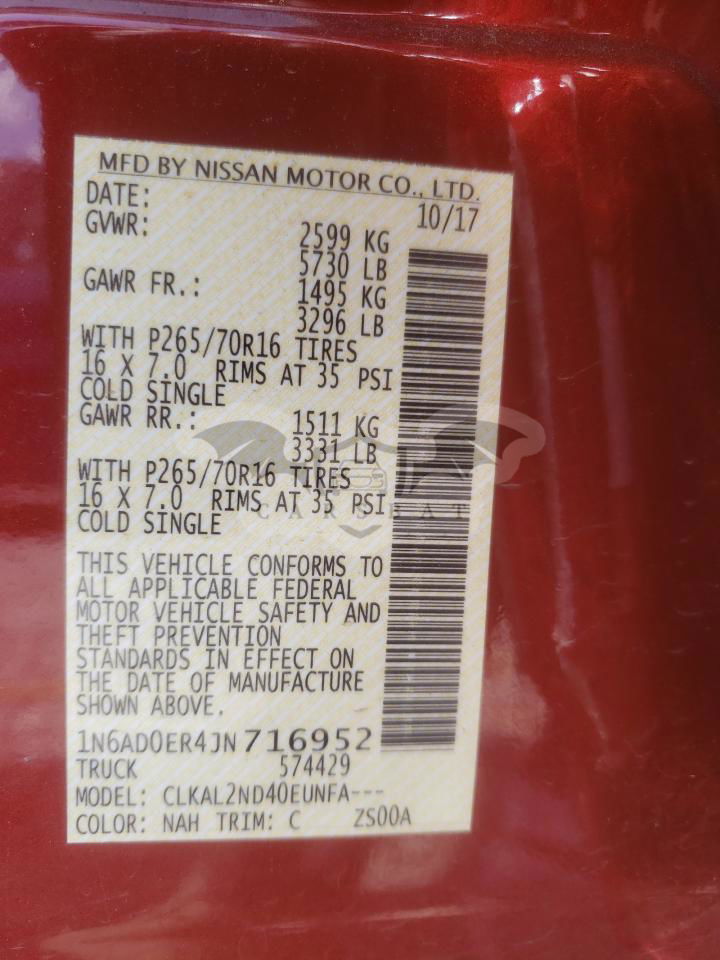 MFD BY NISSAN MOTOR CO., LTD.
DATE: 10/17
GVWR: 2599 KG
5730 LB
GAWR FR.: 1495 KG
3296 LB
WITH P265/70R16 TIRES
16 X 7.0 RIMS AT 35 PSI
COLD SINGLE
GAWR RR.: 1511 KG
3331 LB
WITH P265/70R16 TIRES
16 X 7.0 RIMS AT 35 PSI
COLD SINGLE
CARSBAT
THIS VEHICLE CONFORMS TO
ALL APPLICABLE FEDERAL
MOTOR VEHICLE SAFETY AND
THEFT PREVENTION
STANDARDS IN EFFECT ON
THE DATE OF MANUFACTURE
SHOWN ABOVE.
1N6AD0ER4JN716952
TRUCK 574429
MODEL: CLKAL2ND40EUNFA---
COLOR: NAH TRIM: C ZS00A